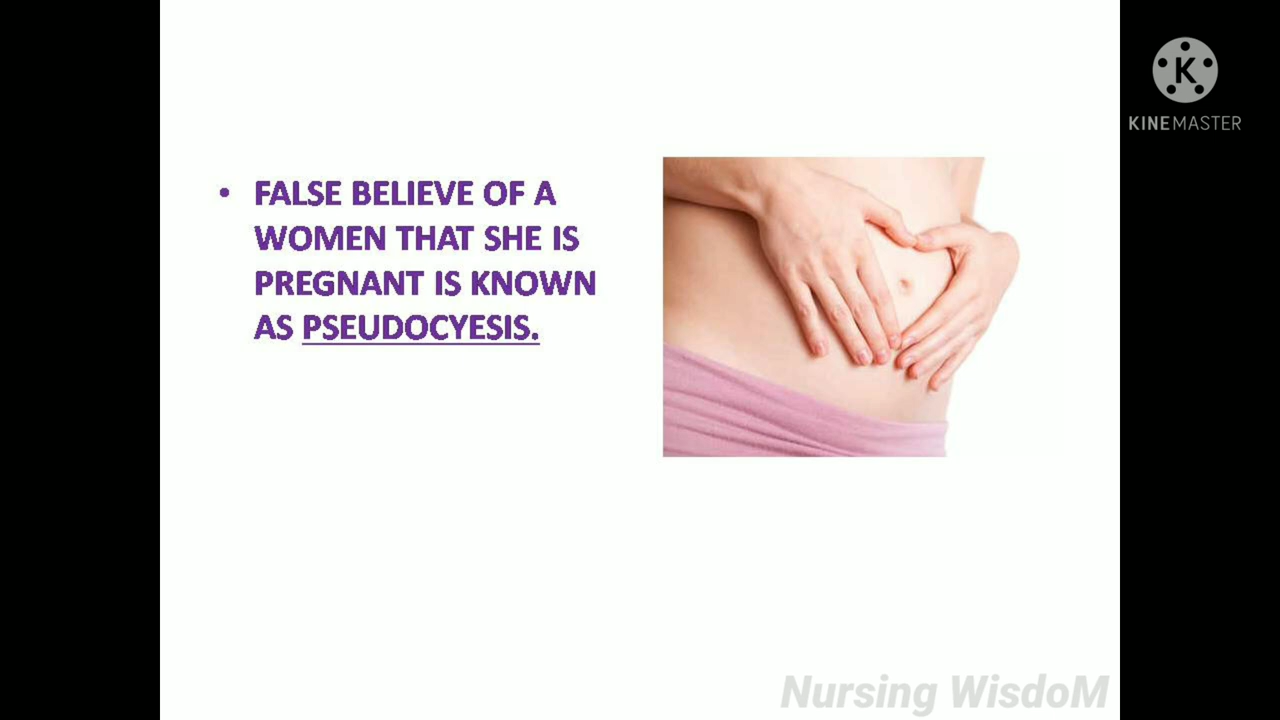 • FALSE BELIEVE OF A
WOMEN THAT SHE IS
PREGNANT IS KNOWN
AS PSEUDOCYESIS.
K
KINEMASTER
Nursing WisdoM